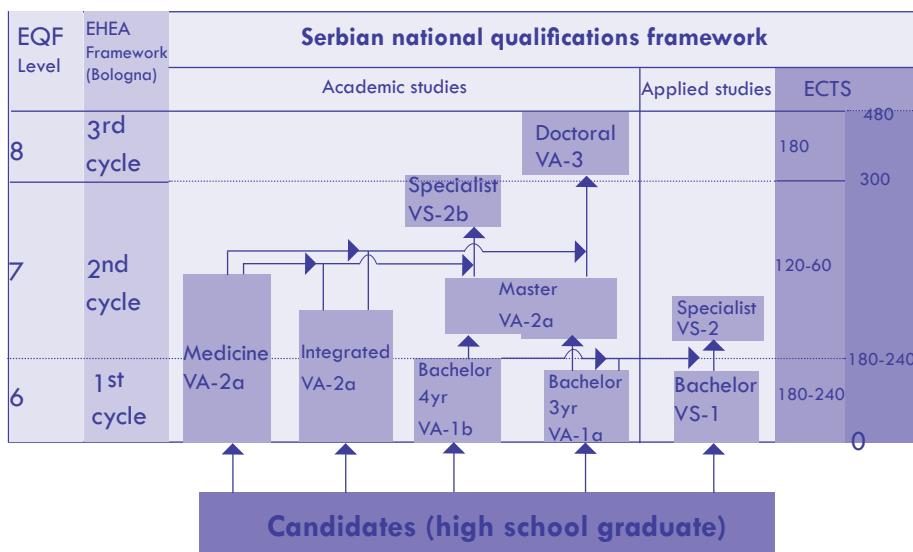 EQF
Level
EHEA
Framework
(Bologna)
Serbian national qualifications framework
Academic studies
Applied studies
ECTS
480
8
3rd
cycle
Doctoral
VA-3
180
300
Specialist
VS-2b
7
2nd
cycle
Master
VA-2a
120-60
Specialist
VS-2
Medicine
VA-2a
Integrated
VA-2a
180-240
6
1st
cycle
Bachelor
4yr
VA-1b
Bachelor
3yr
VA-1a
Bachelor
VS-1
180-240
0
Candidates (high school graduate)